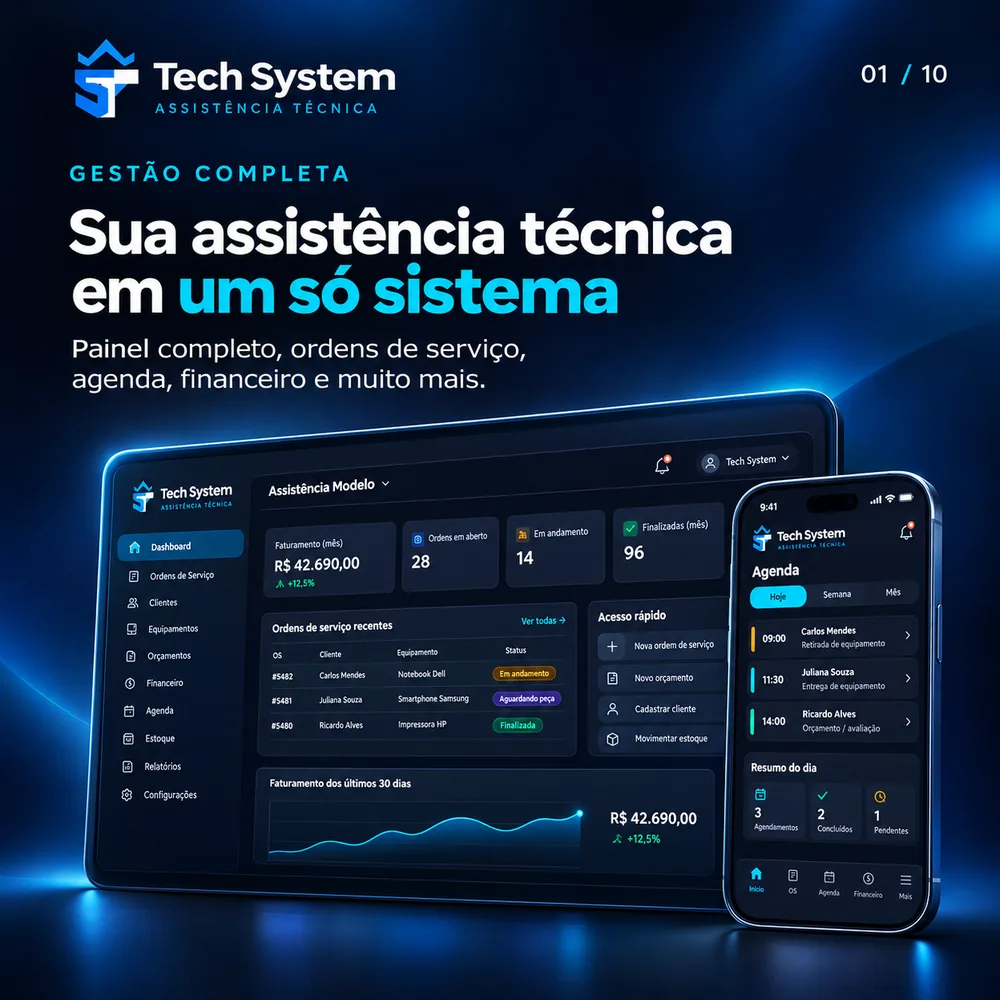 Tech System
ASSISTÊNCIA TÉCNICA
01 / 10
GESTÃO COMPLETA
Sua assistência técnica
em um só sistema
Painel completo, ordens de serviço,
agenda, financeiro e muito mais.
Tech System
ASSISTÊNCIA TÉCNICA
Dashboard
Ordens de Serviço
Clientes
Equipamentos
Orçamentos
Financeiro
Agenda
Estoque
Relatórios
Configurações
Assistência Modelo
Tech System
Faturamento (mês)
R$ 42.690,00
+12,5%
Ordens em aberto
28
Em andamento
14
Finalizadas (mês)
96
Ordens de serviço recentes
Ver todas →
OS Cliente Equipamento Status
#5482 Carlos Mendes Notebook Dell Em andamento
#5481 Juliana Souza Smartphone Samsung Aguardando peça
#5480 Ricardo Alves Impressora HP Finalizada
Acesso rápido
Nova ordem de serviço
Novo orçamento
Cadastrar cliente
Movimentar estoque
Faturamento dos últimos 30 dias
R$ 42.690,00
+12,5%
9:41
Tech System
ASSISTÊNCIA TÉCNICA
Agenda
Hoje Semana Mês
09:00 Carlos Mendes
Retirada de equipamento
11:30 Juliana Souza
Entrega de equipamento
14:00 Ricardo Alves
Orçamento / avaliação
Resumo do dia
3
Agendamentos
2
Concluídos
1
Pendentes
Início OS Agenda Financeiro Mais